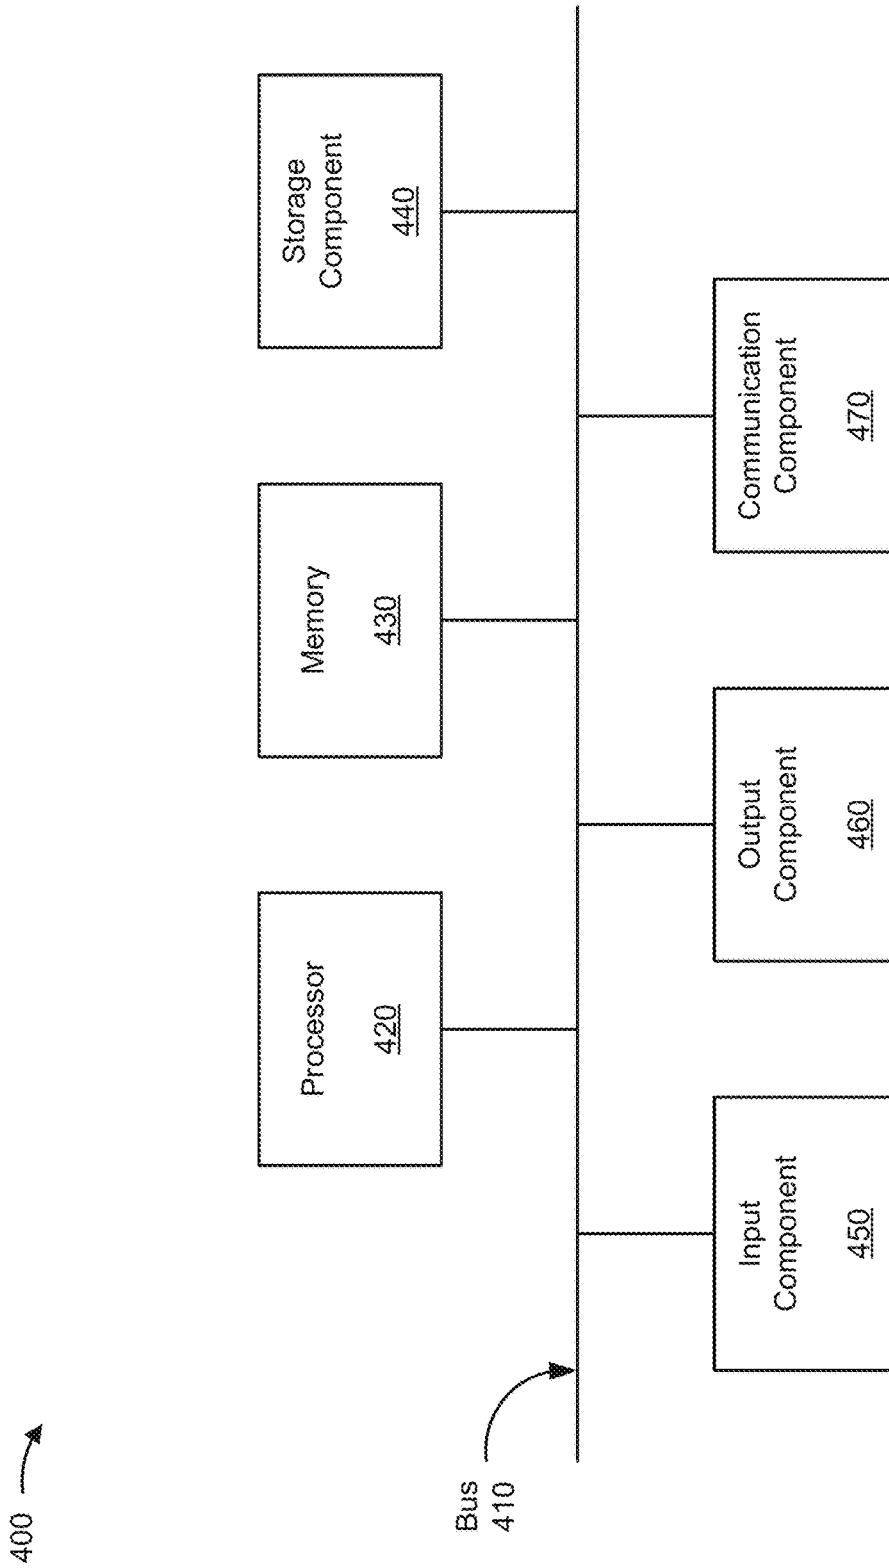 400
Bus
410
Processor
420
Memory
430
Storage
Component
440
Input
Component
450
Output
Component
460
Communication
Component
470